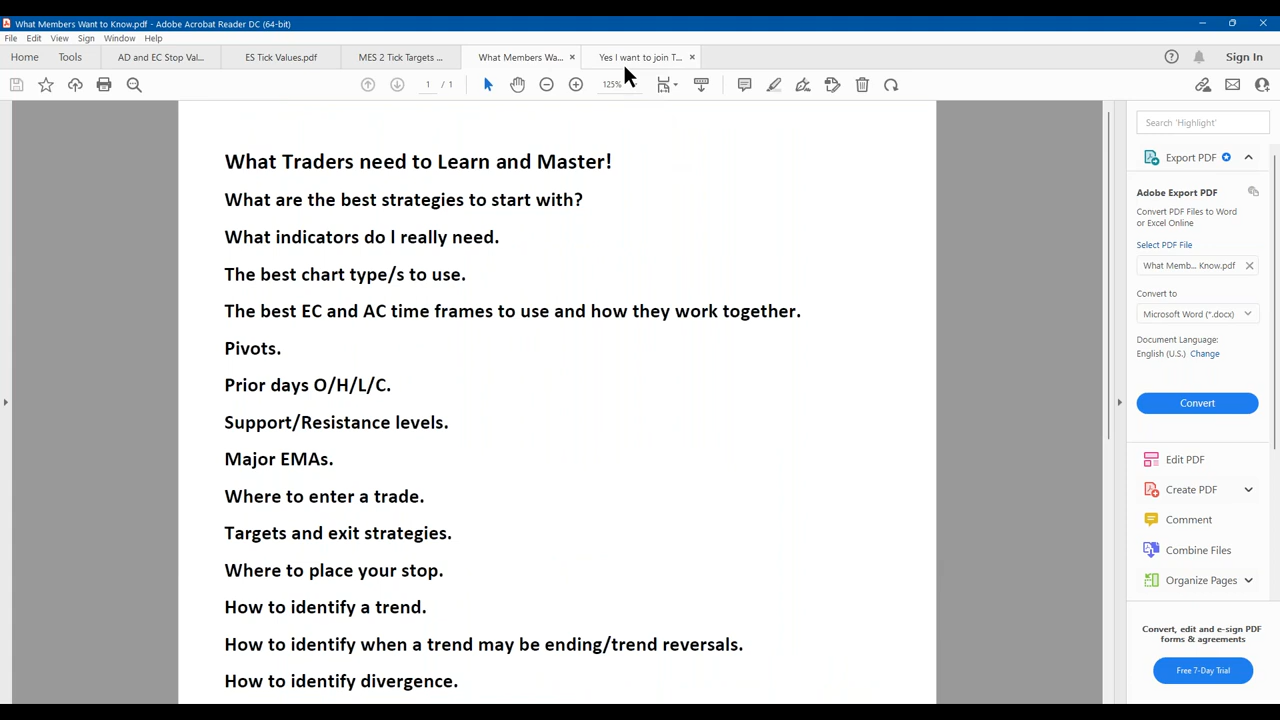 What Members Want to Know.pdf - Adobe Acrobat Reader DC (64-bit)
File Edit View Sign Window Help
Home Tools AD and EC Stop Val... ES Tick Values.pdf MES 2 Tick Targets ... What Members Wa... Yes I want to join T... Sign In
1 / 1 125%
What Traders need to Learn and Master!
What are the best strategies to start with?
What indicators do I really need.
The best chart type/s to use.
The best EC and AC time frames to use and how they work together.
Pivots.
Prior days O/H/L/C.
Support/Resistance levels.
Major EMAs.
Where to enter a trade.
Targets and exit strategies.
Where to place your stop.
How to identify a trend.
How to identify when a trend may be ending/trend reversals.
How to identify divergence.
Search 'Highlight'
Export PDF
Adobe Export PDF
Convert PDF Files to Word
or Excel Online
Select PDF File
What Memb... Know.pdf
Convert to
Microsoft Word (*.docx)
Document Language:
English (U.S.) Change
Convert
Edit PDF
Create PDF
Comment
Combine Files
Organize Pages
Convert, edit and e-sign PDF
forms & agreements
Free 7-Day Trial